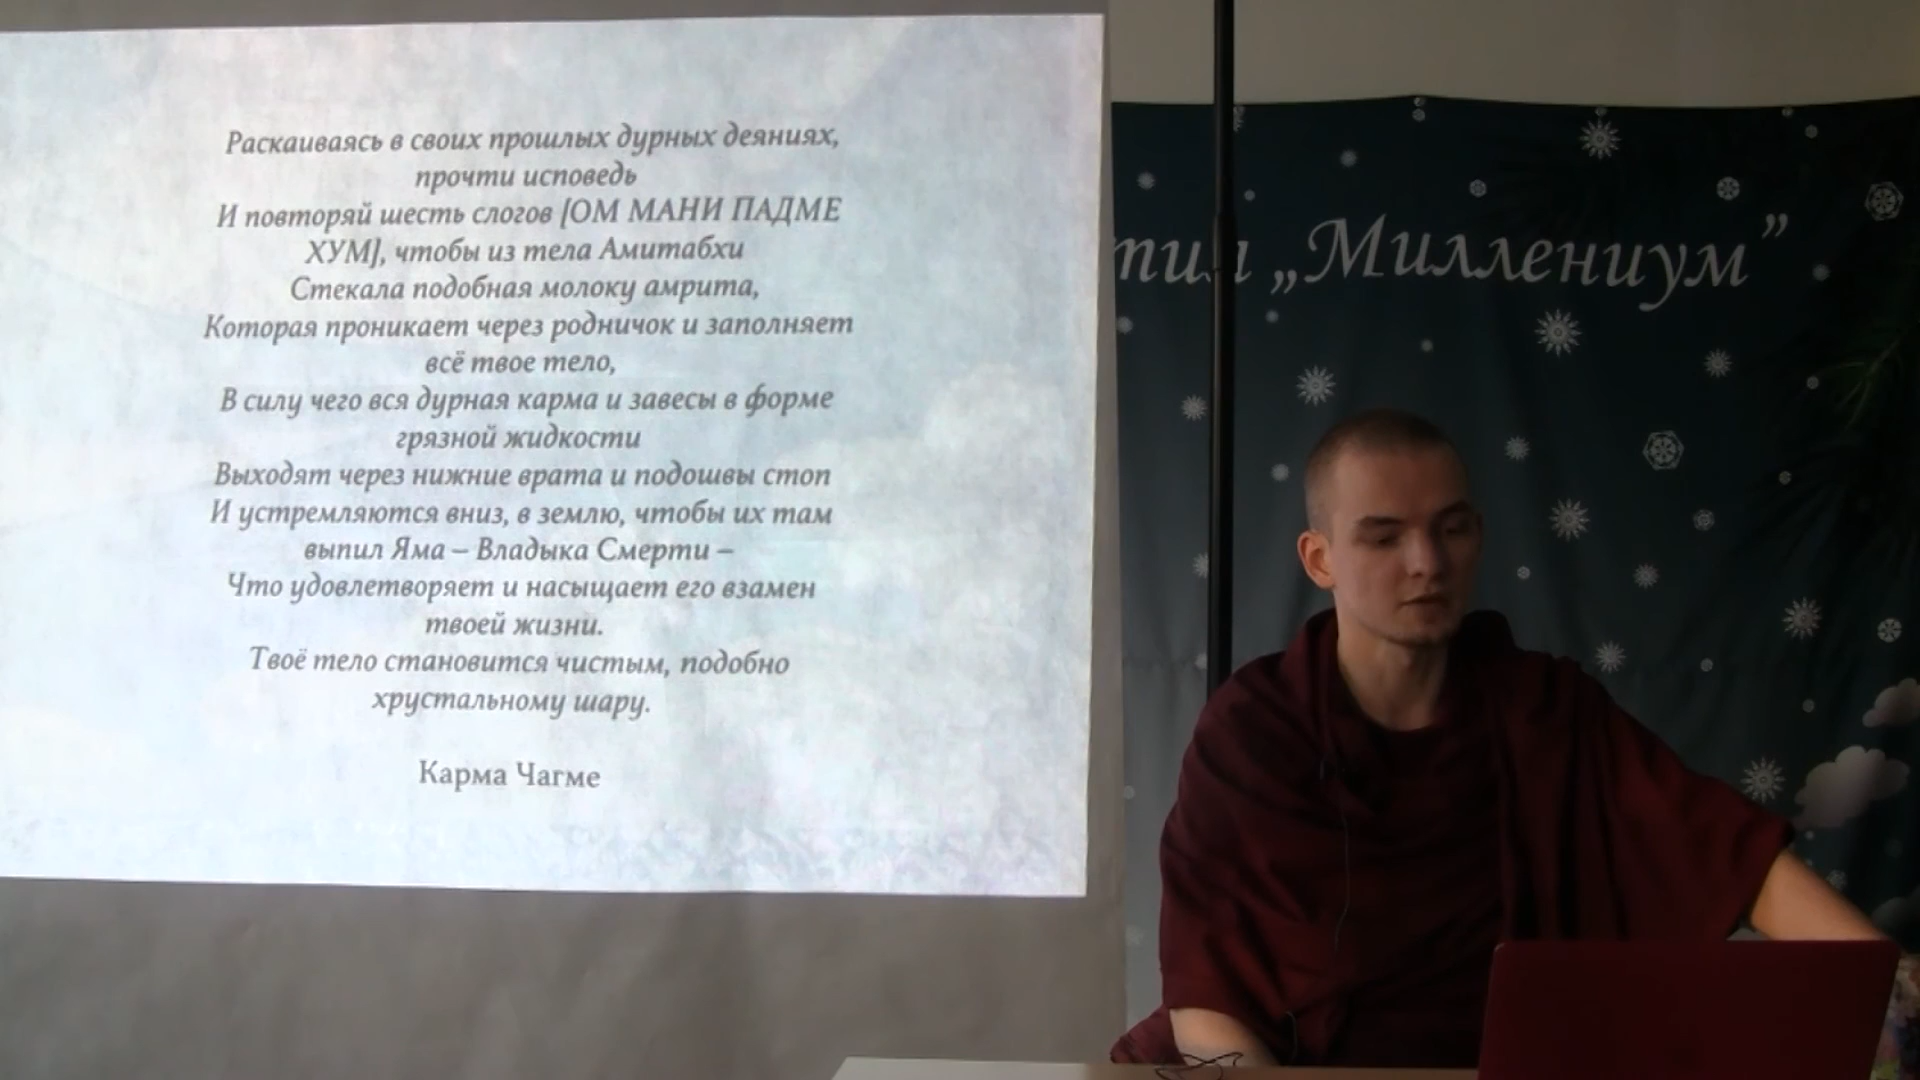 Раскаиваясь в своих прошлых дурных деяниях,
прочти исповедь
И повторяй шесть слогов [ОМ МАНИ ПАДМЕ
ХУМ], чтобы из тела Амитабхи
Стекала подобная молоку амрита,
Которая проникает через родничок и заполняет
всё твое тело,
В силу чего вся дурная карма и завесы в форме
грязной жидкости
Выходят через нижние врата и подошвы стоп
И устремляются вниз, в землю, чтобы их там
выпил Яма – Владыка Смерти –
Что удовлетворяет и насыщает его взамен
твоей жизни.
Твоё тело становится чистым, подобно
хрустальному шару.
Карма Чагме
„Миллениум”